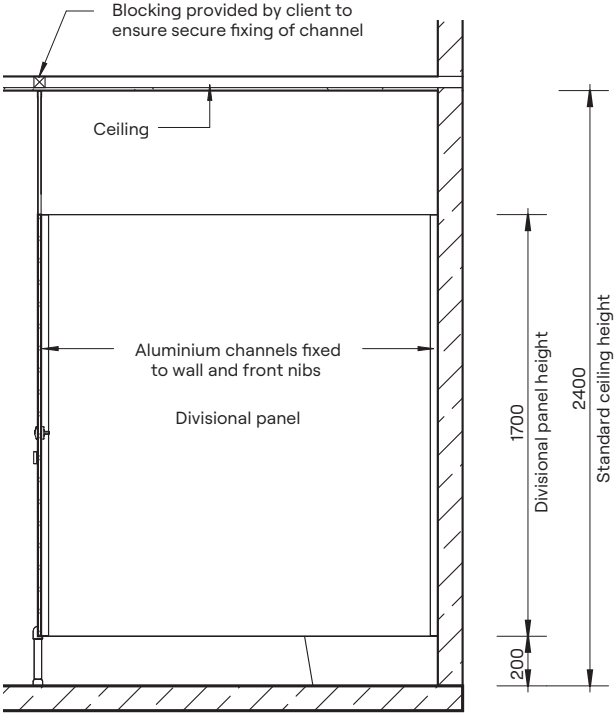 Blocking provided by client to
ensure secure fixing of channel
Ceiling
Aluminium channels fixed
to wall and front nibs
Divisional panel
1700
Divisional panel height
2400
Standard ceiling height
200